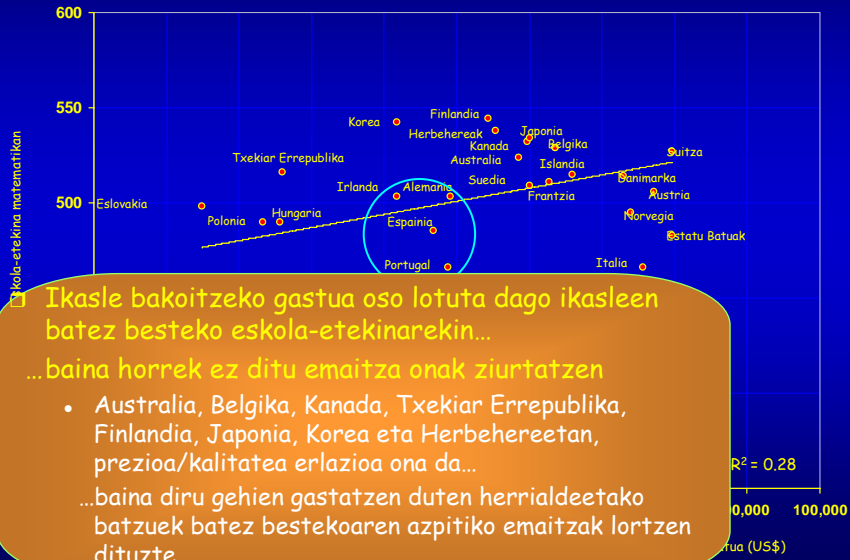 600
550
500
Eskola-etekina matematikan
Finlandia
Korea
Herbehereak
Japonia
Kanada
Belgika
Australia
Suitza
Txekiar Errepublika
Islandia
Suedia
Danimarka
Irlanda
Alemania
Frantzia
Austria
Eslovakia
Hungaria
Polonia
Norvegia
Espainia
Estatu Batuak
Portugal
Italia
Ikasle bakoitzeko gastua oso lotuta dago ikasleen
batez besteko eskola-etekinarekin…
…baina horrek ez ditu emaitza onak ziurtatzen
• Australia, Belgika, Kanada, Txekiar Errepublika,
Finlandia, Japonia, Korea eta Herbehereetan,
prezioa/kalitatea erlazioa ona da…
…baina diru gehien gastatzen duten herrialdeetako
batzuek batez bestekoaren azpitiko emaitzak lortzen
dituzte
R² = 0.28
100,000
(US$)